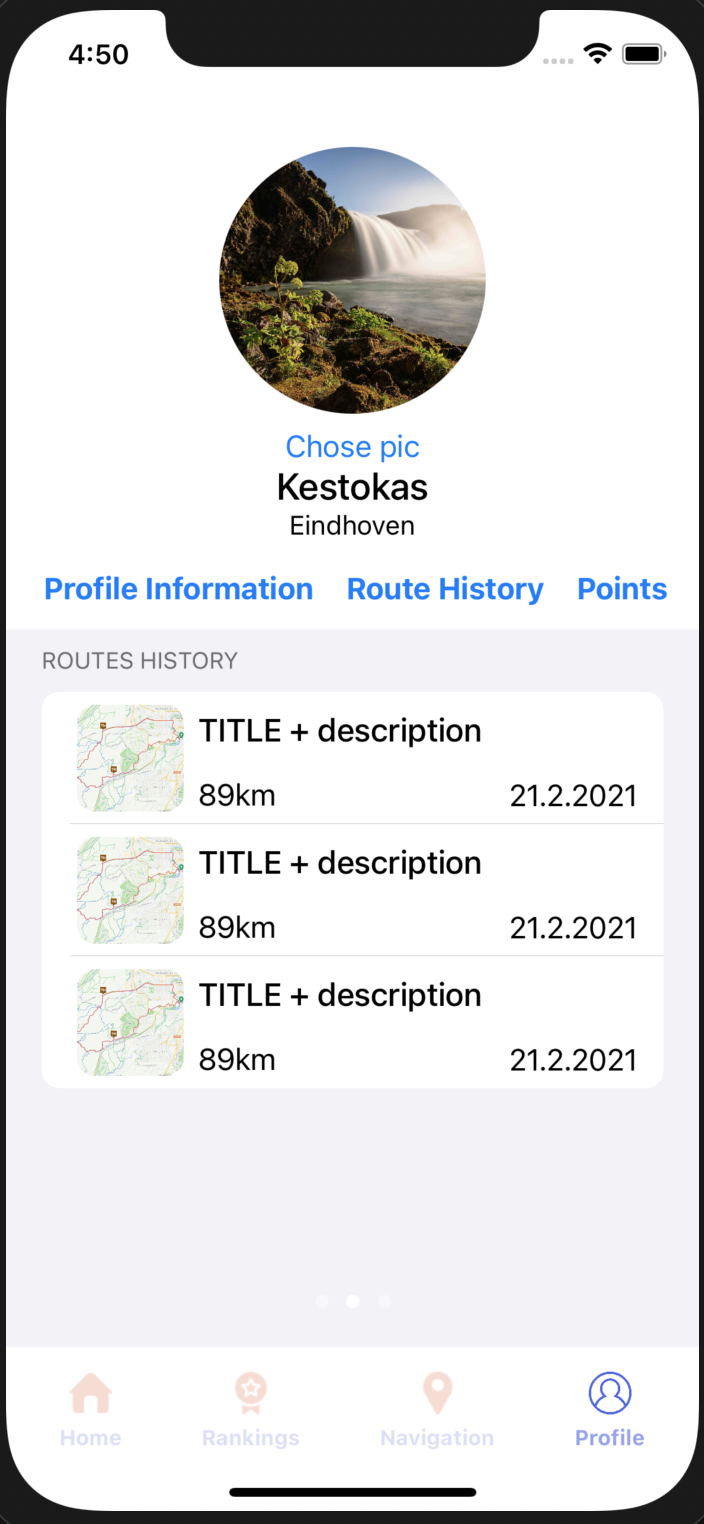 4:50
Chose pic
Kestokas
Eindhoven
Profile Information Route History Points
ROUTES HISTORY
TITLE + description
89km 21.2.2021
TITLE + description
89km 21.2.2021
TITLE + description
89km 21.2.2021
Home Rankings Navigation Profile